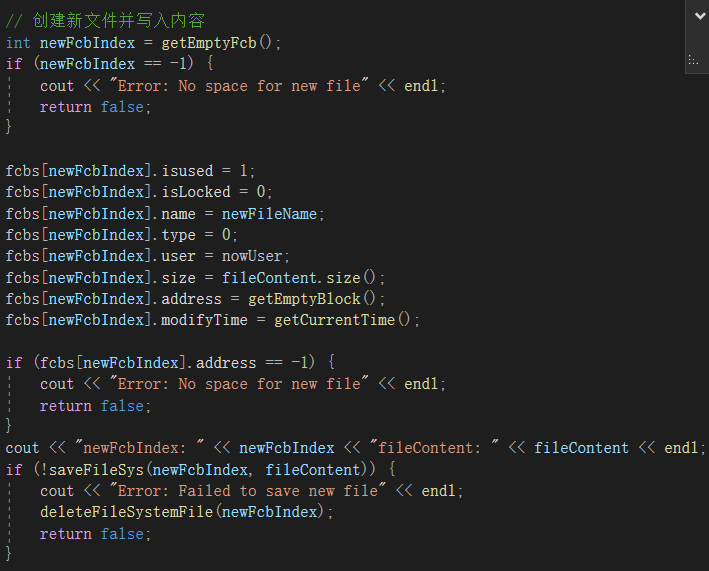 // 创建新文件并写入内容
int newFcbIndex = getEmptyFcb();
if (newFcbIndex == -1) {
cout << "Error: No space for new file" << endl;
return false;
}
fcbs[newFcbIndex].isused = 1;
fcbs[newFcbIndex].isLocked = 0;
fcbs[newFcbIndex].name = newFileName;
fcbs[newFcbIndex].type = 0;
fcbs[newFcbIndex].user = nowUser;
fcbs[newFcbIndex].size = fileContent.size();
fcbs[newFcbIndex].address = getEmptyBlock();
fcbs[newFcbIndex].modifyTime = getCurrentTime();
if (fcbs[newFcbIndex].address == -1) {
cout << "Error: No space for new file" << endl;
return false;
}
cout << "newFcbIndex: " << newFcbIndex << "fileContent: " << fileContent << endl;
if (!saveFileSys(newFcbIndex, fileContent)) {
cout << "Error: Failed to save new file" << endl;
deleteFileSystemFile(newFcbIndex);
return false;
}